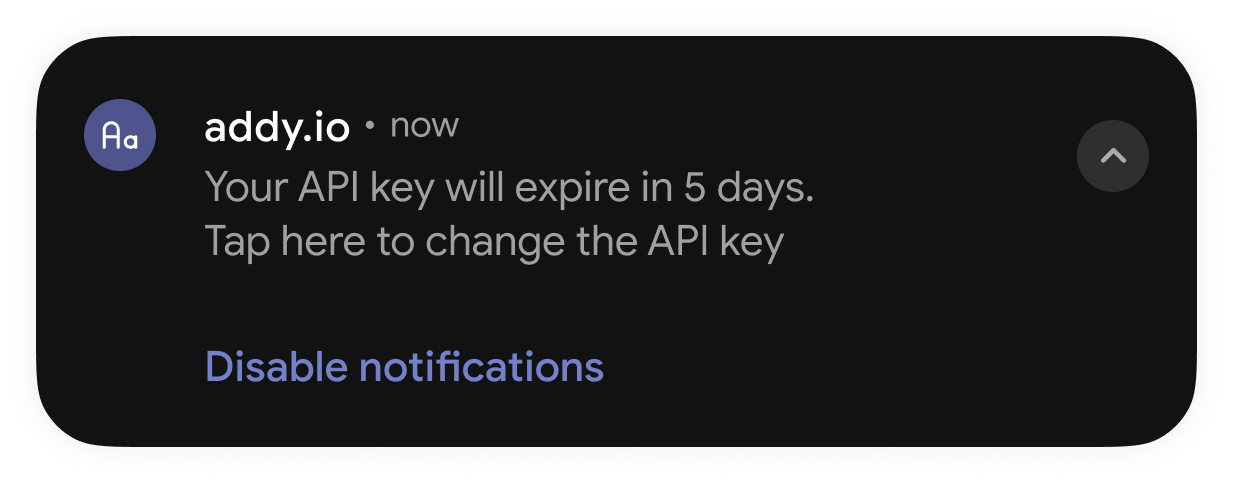 Aa
addy.io • now
Your API key will expire in 5 days.
Tap here to change the API key
Disable notifications